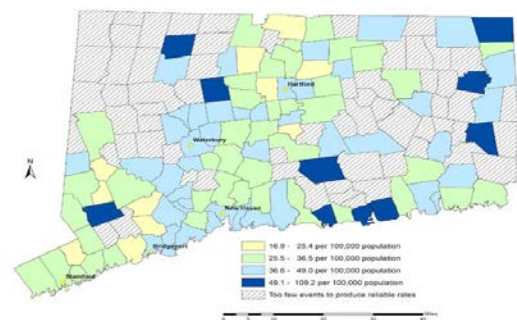 Hartford
Waterbury
N
New Haven
Bridgeport
Stamford
16.9 - 25.4 per 100,000 population
25.5 - 36.5 per 100,000 population
36.6 - 49.0 per 100,000 population
49.1 - 109.2 per 100,000 population
Too few events to produce reliable rates